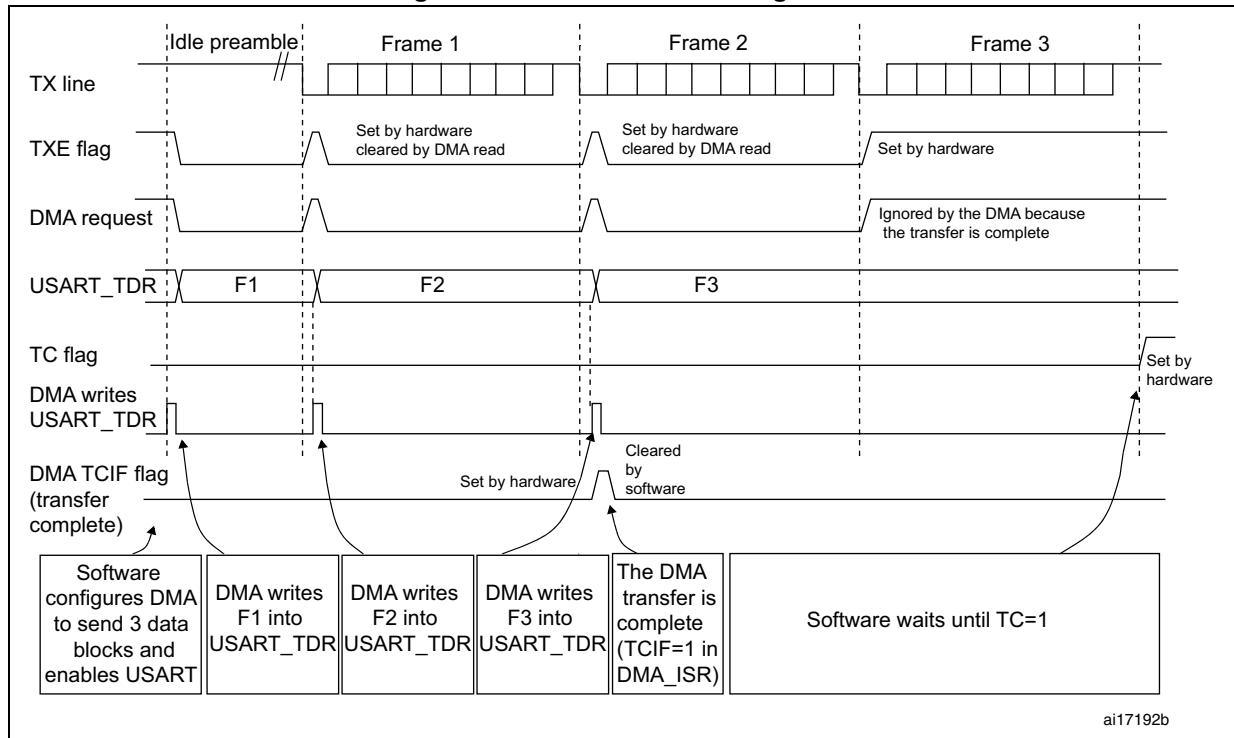 Idle preamble
Frame 1
Frame 2
Frame 3
TX line
TXE flag
Set by hardware
cleared by DMA read
Set by hardware
cleared by DMA read
Set by hardware
DMA request
Ignored by the DMA because
the transfer is complete
USART_TDR
F1
F2
F3
TC flag
Set by
hardware
DMA writes
USART_TDR
DMA TCIF flag
(transfer
complete)
Set by hardware
Cleared
by
software
Software
configures DMA
to send 3 data
blocks and
enables USART
DMA writes
F1 into
USART_TDR
DMA writes
F2 into
USART_TDR
DMA writes
F3 into
USART_TDR
The DMA
transfer is
complete
(TCIF=1 in
DMA_ISR)
Software waits until TC=1
ai17192b